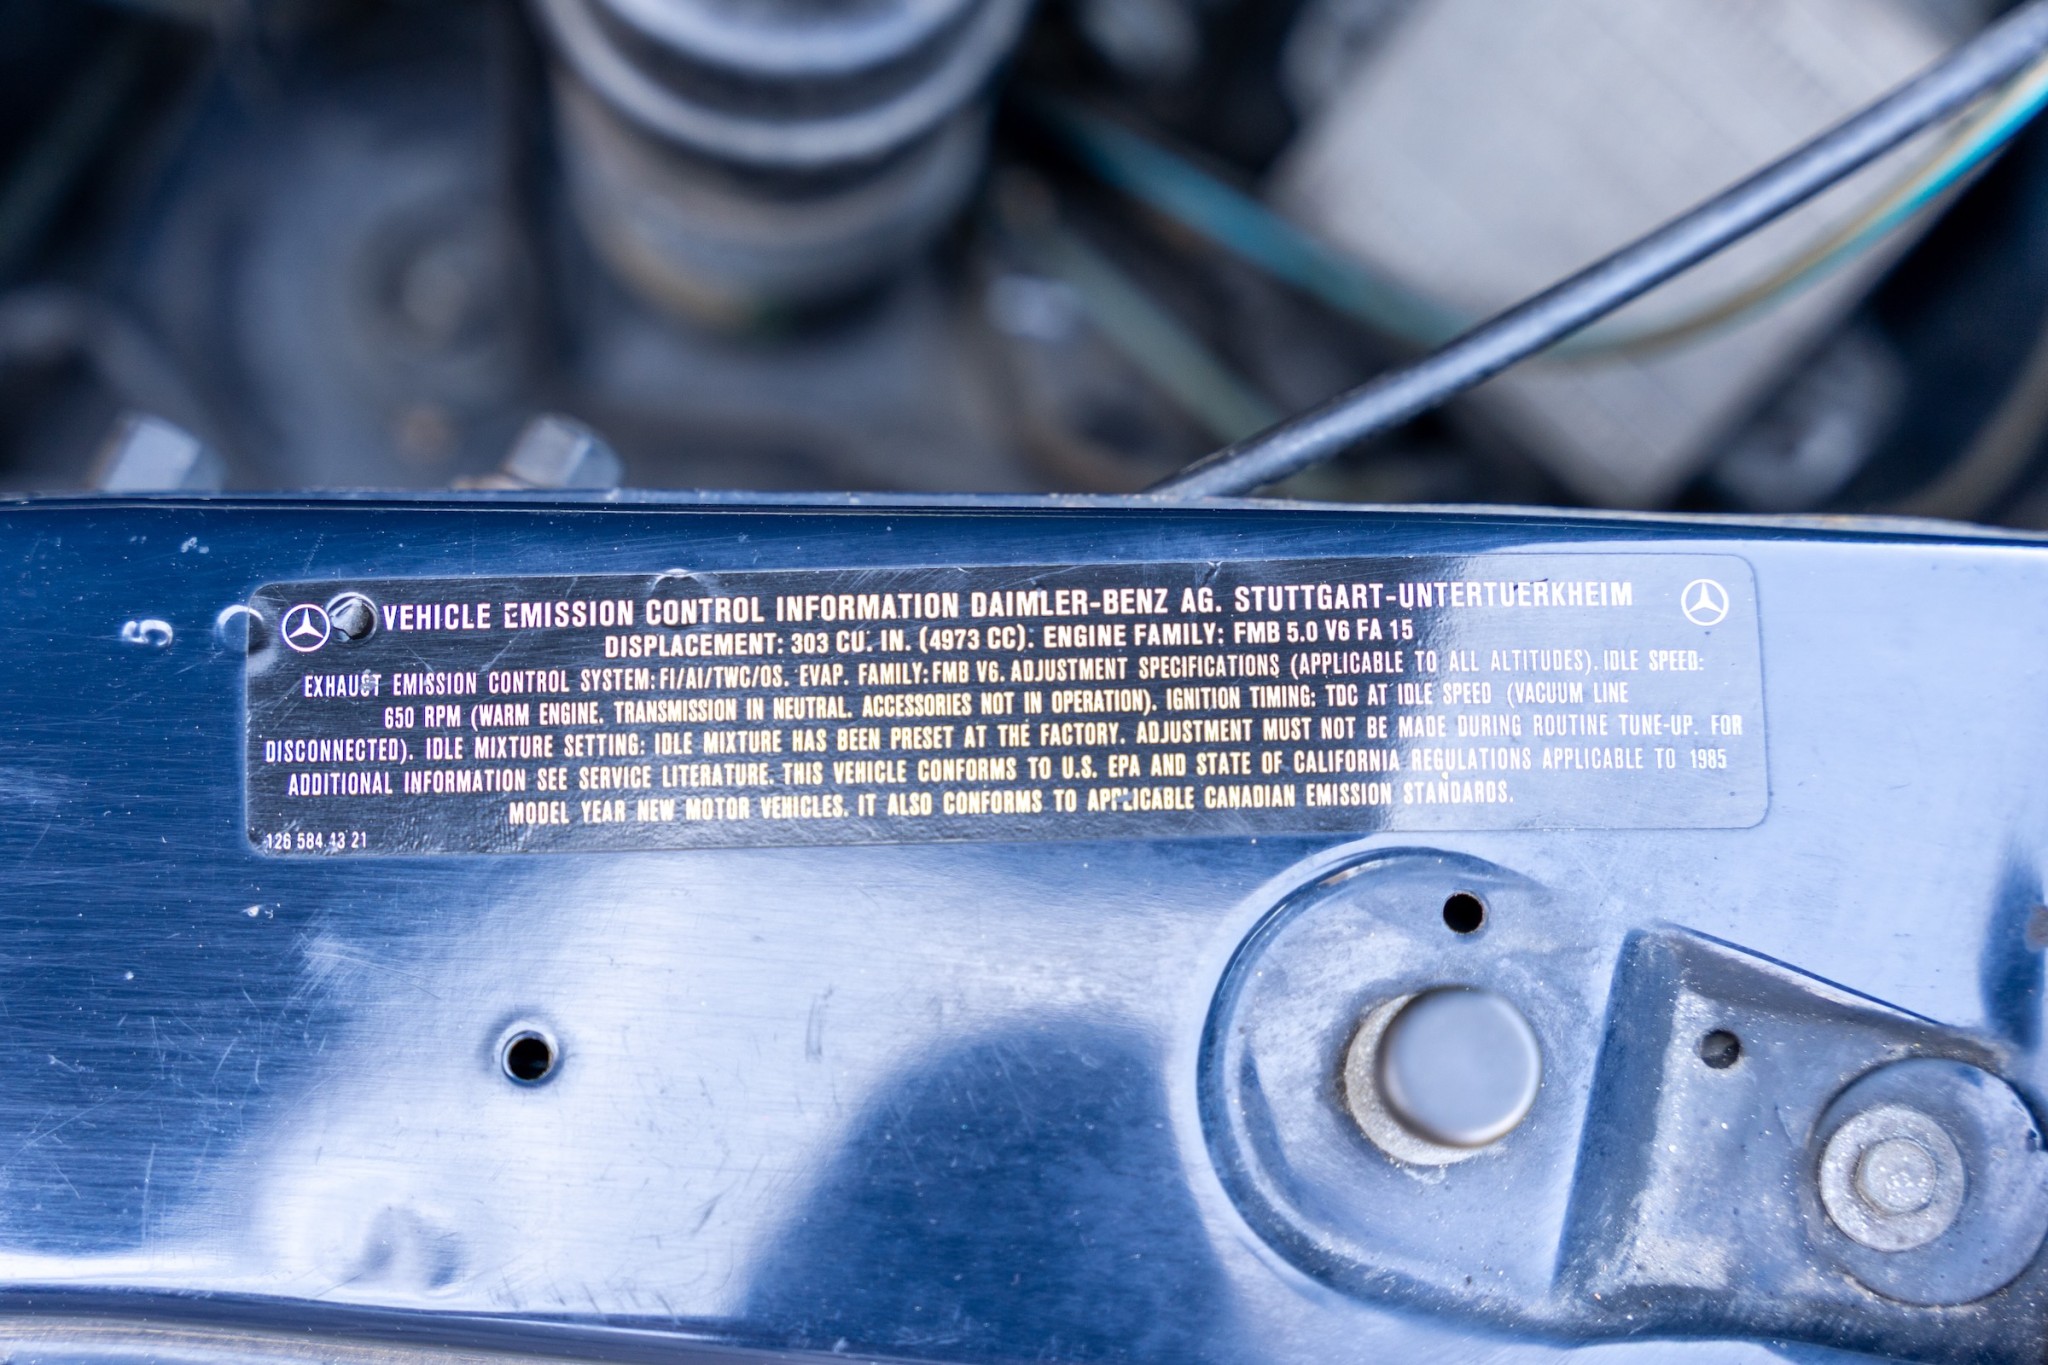 VEHICLE EMISSION CONTROL INFORMATION DAIMLER-BENZ AG. STUTTGART-UNTERTUERKHEIM
DISPLACEMENT: 303 CU. IN. (4973 CC). ENGINE FAMILY: FMB 5.0 V6 FA 15
EXHAUST EMISSION CONTROL SYSTEM: FI/AI/TWC/OS. EVAP. FAMILY: FMB V6. ADJUSTMENT SPECIFICATIONS (APPLICABLE TO ALL ALTITUDES). IDLE SPEED:
650 RPM (WARM ENGINE. TRANSMISSION IN NEUTRAL. ACCESSORIES NOT IN OPERATION). IGNITION TIMING: TDC AT IDLE SPEED (VACUUM LINE
DISCONNECTED). IDLE MIXTURE SETTING: IDLE MIXTURE HAS BEEN PRESET AT THE FACTORY. ADJUSTMENT MUST NOT BE MADE DURING ROUTINE TUNE-UP. FOR
ADDITIONAL INFORMATION SEE SERVICE LITERATURE. THIS VEHICLE CONFORMS TO U.S. EPA AND STATE OF CALIFORNIA REGULATIONS APPLICABLE TO 1985
MODEL YEAR NEW MOTOR VEHICLES. IT ALSO CONFORMS TO APPLICABLE CANADIAN EMISSION STANDARDS.
126 584 43 21
5